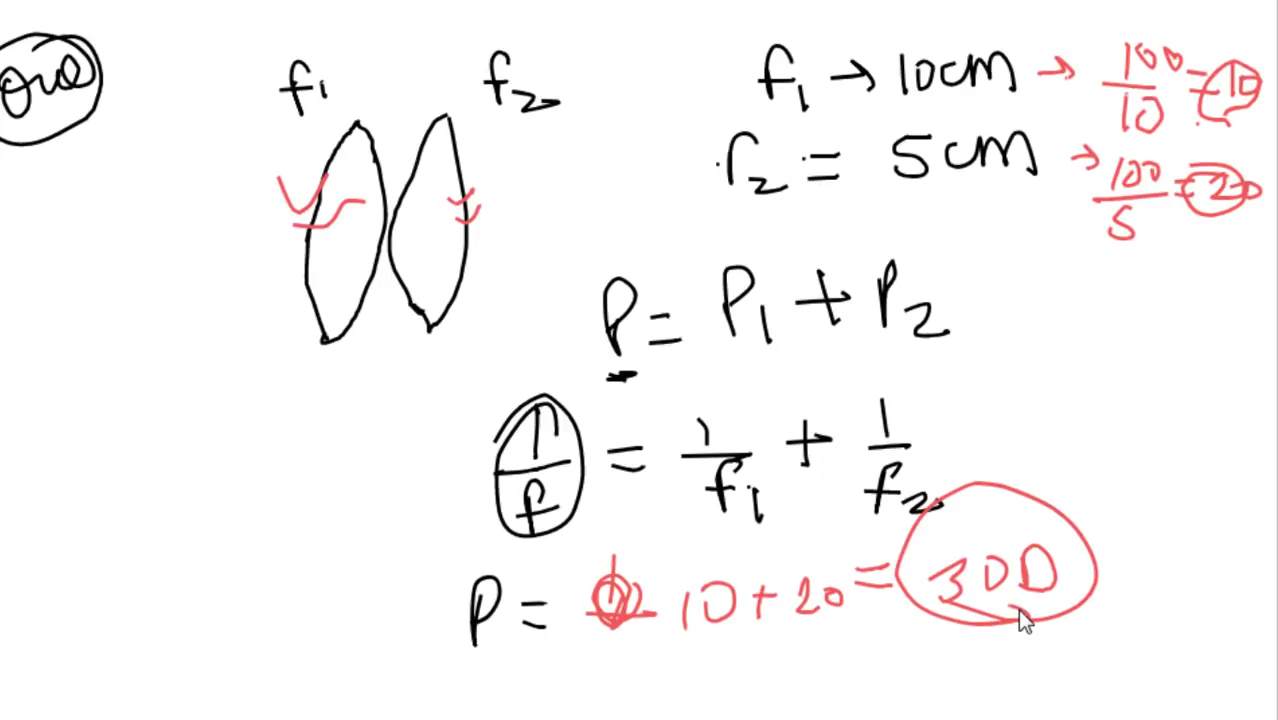 Que
f1 f2
f1 → 10cm → 100/10 = 10
f2 = 5cm → 100/5 = 20
P = P1 + P2
1/f = 1/f1 + 1/f2
P = 10 + 20 = 30D